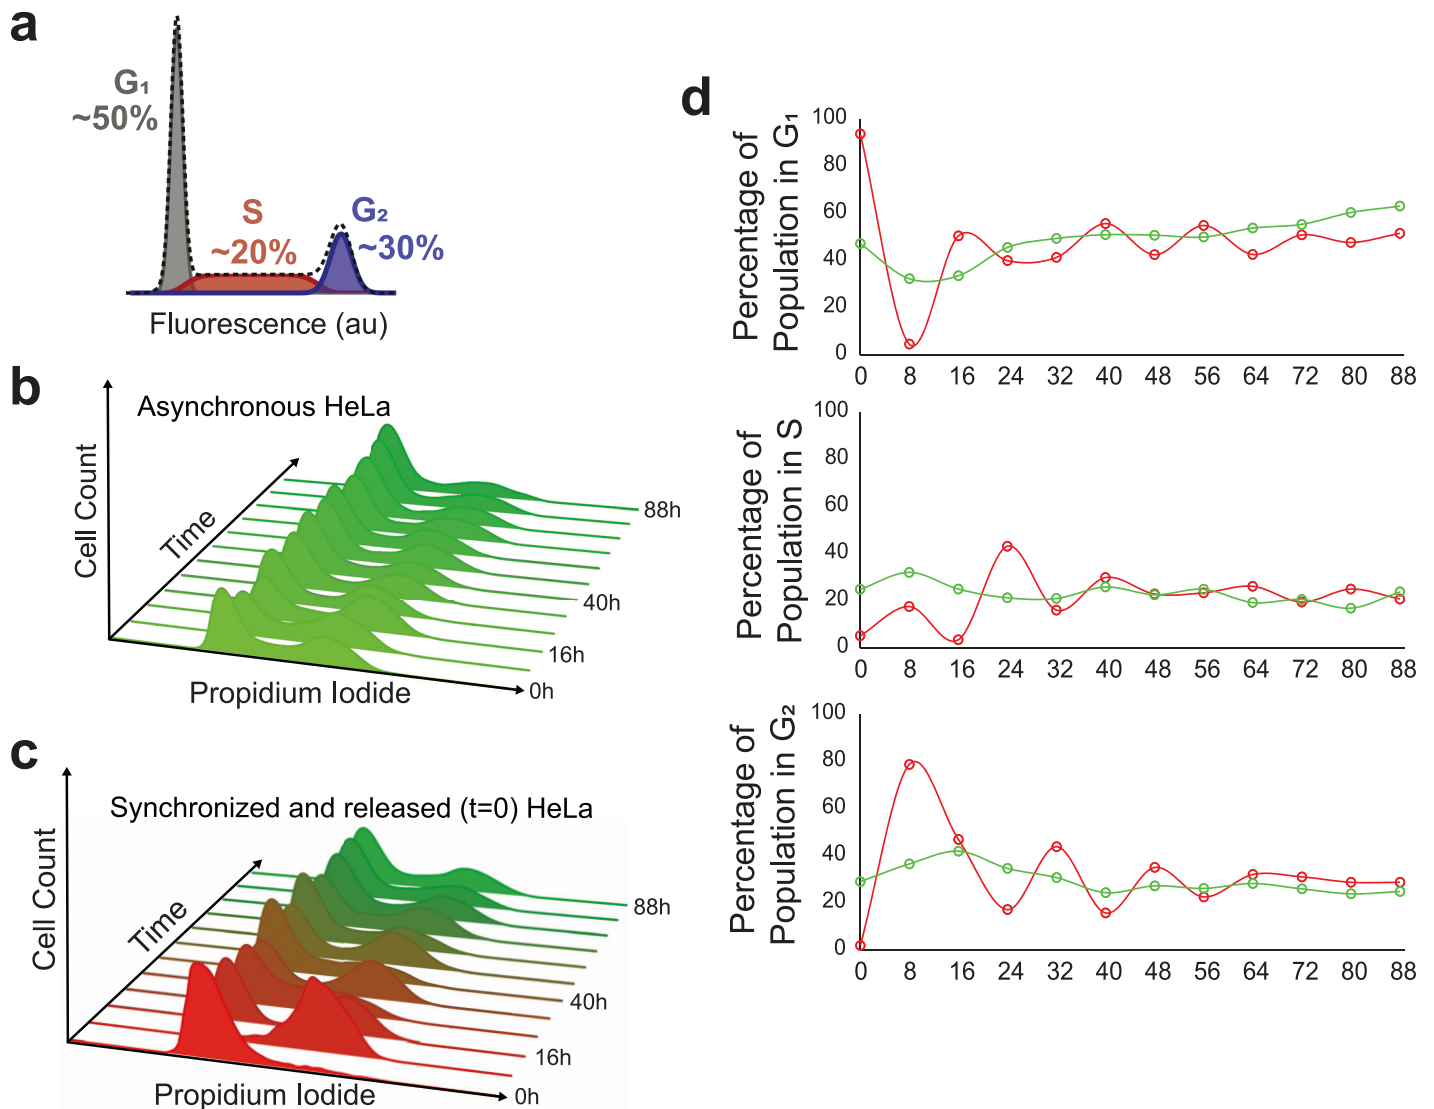 a
G₁
~50%
S
~20%
G₂
~30%
Fluorescence (au)
b
Asynchronous HeLa
Cell Count
Time
88h
40h
16h
0h
Propidium Iodide
c
Synchronized and released (t=0) HeLa
Cell Count
Time
88h
40h
16h
0h
Propidium Iodide
d
Percentage of
Population in G₁
100
80
60
40
20
0
0 8 16 24 32 40 48 56 64 72 80 88
Percentage of
Population in S
100
80
60
40
20
0
0 8 16 24 32 40 48 56 64 72 80 88
Percentage of
Population in G₂
100
80
60
40
20
0
0 8 16 24 32 40 48 56 64 72 80 88